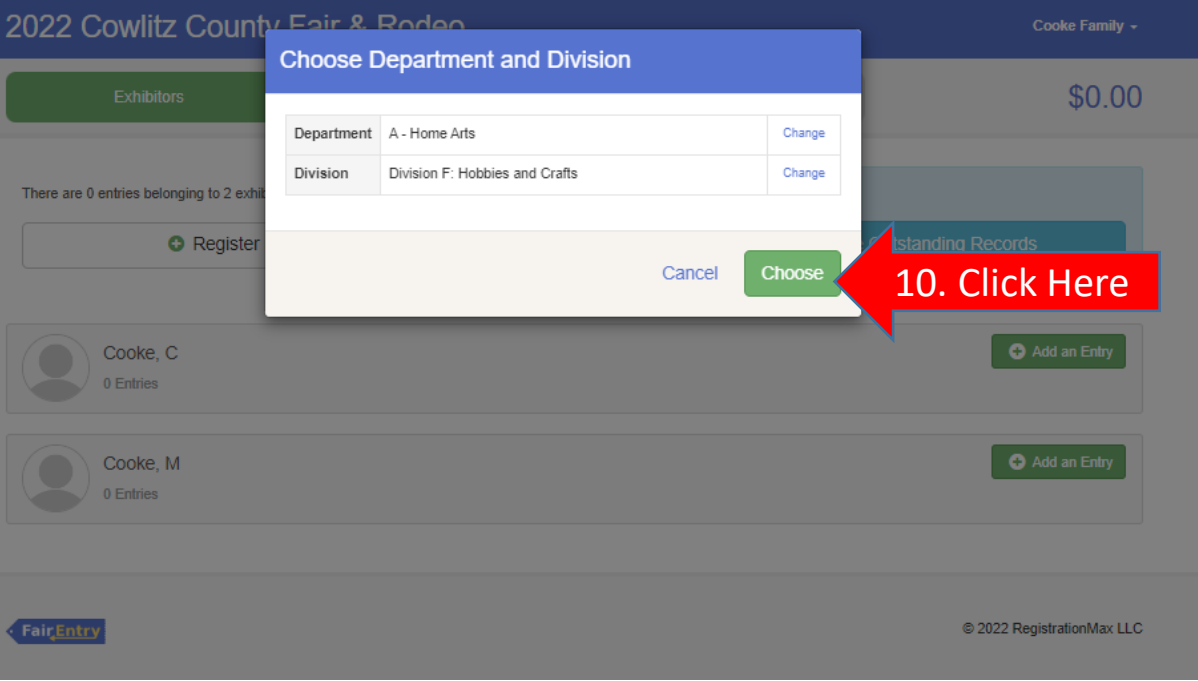 2022 Cowlitz County Fair & Rodeo
Cooke Family
Choose Department and Division
Exhibitors
$0.00
Department A - Home Arts Change
Division Division F: Hobbies and Crafts Change
There are 0 entries belonging to 2
Register
Outstanding Records
Cancel
Choose
10. Click Here
Cooke, C
0 Entries
Add an Entry
Cooke, M
0 Entries
Add an Entry
FairEntry
© 2022 RegistrationMax LLC